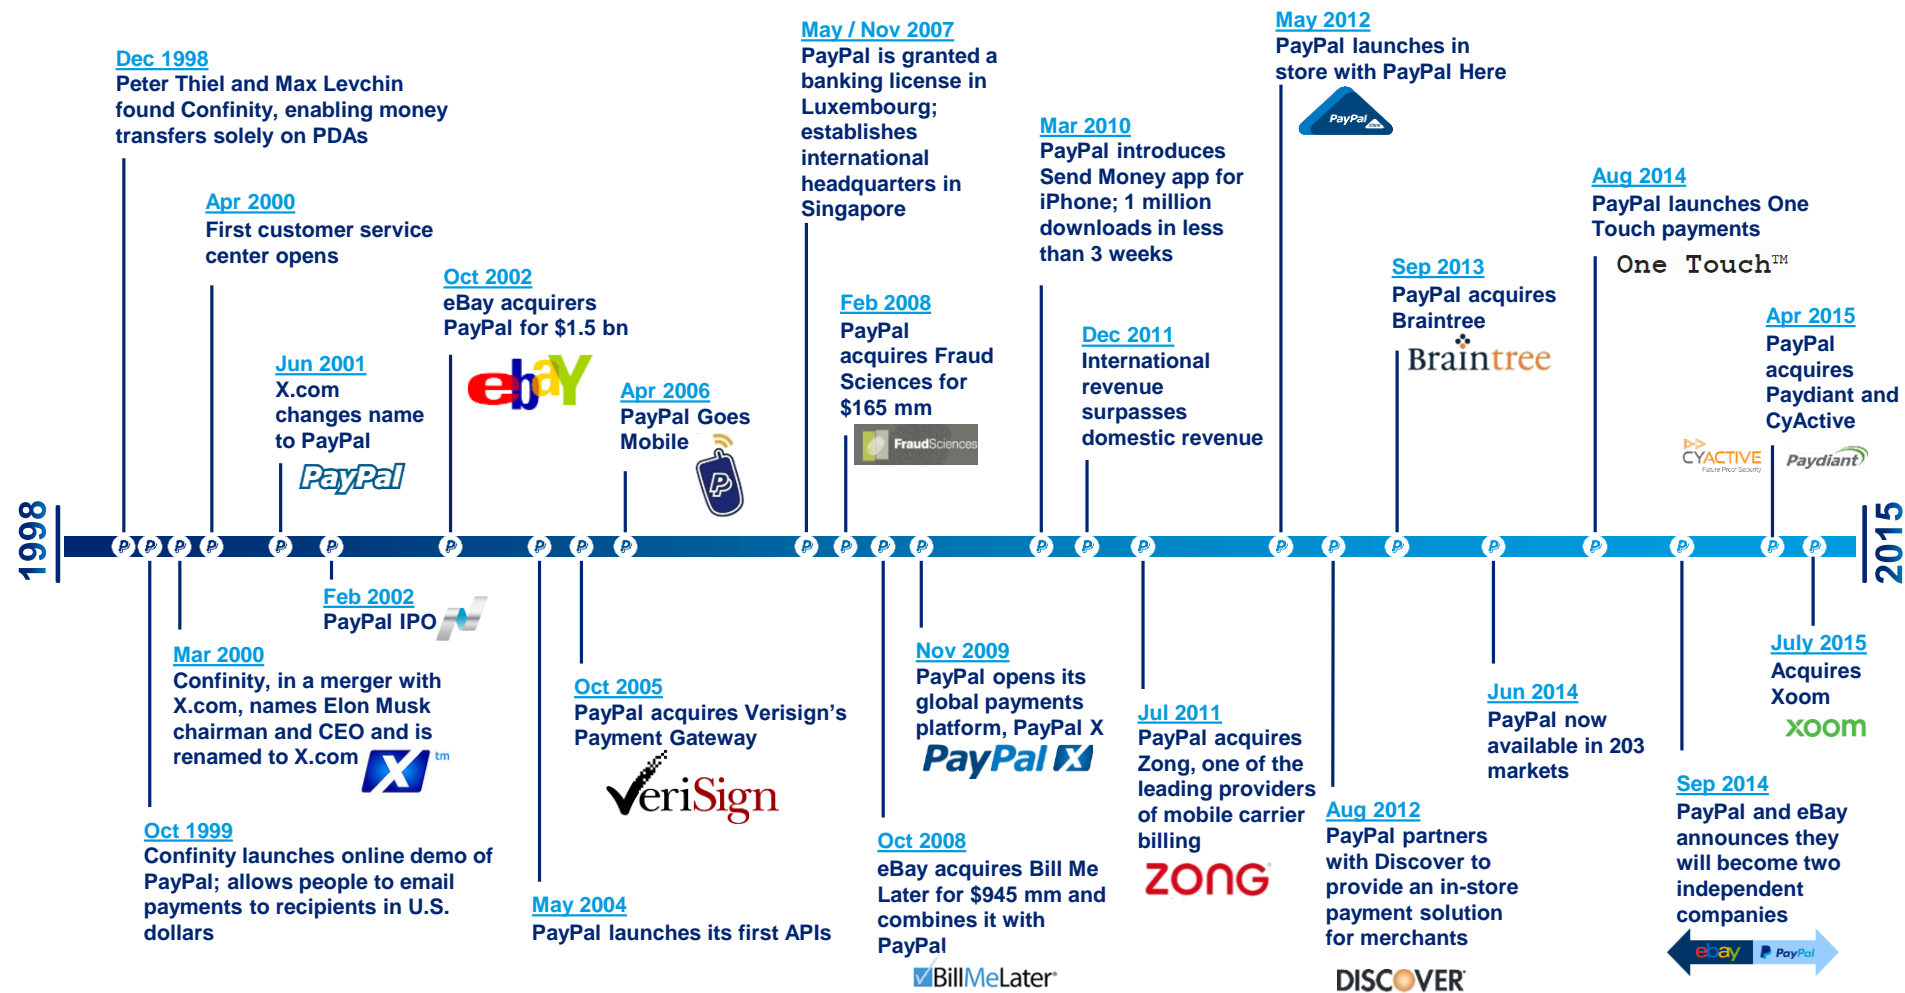 1998
Dec 1998
Peter Thiel and Max Levchin
found Confinity, enabling money
transfers solely on PDAs
Oct 1999
Confinity launches online demo of
PayPal; allows people to email
payments to recipients in U.S.
dollars
Mar 2000
Confinity, in a merger with
X.com, names Elon Musk
chairman and CEO and is
renamed to X.com
X tm
Apr 2000
First customer service
center opens
Jun 2001
X.com
changes name
to PayPal
PayPal
Feb 2002
PayPal IPO
Oct 2002
eBay acquirers
PayPal for $1.5 bn
ebay
May 2004
PayPal launches its first APIs
Oct 2005
PayPal acquires Verisign's
Payment Gateway
VeriSign
Apr 2006
PayPal Goes
Mobile
May / Nov 2007
PayPal is granted a
banking license in
Luxembourg;
establishes
international
headquarters in
Singapore
Feb 2008
PayPal
acquires Fraud
Sciences for
$165 mm
FraudSciences
Oct 2008
eBay acquires Bill Me
Later for $945 mm and
combines it with
PayPal
BillMeLater®
Nov 2009
PayPal opens its
global payments
platform, PayPal X
PayPal X
Mar 2010
PayPal introduces
Send Money app for
iPhone; 1 million
downloads in less
than 3 weeks
Dec 2011
International
revenue
surpasses
domestic revenue
Jul 2011
PayPal acquires
Zong, one of the
leading providers
of mobile carrier
billing
ZONG
May 2012
PayPal launches in
store with PayPal Here
PayPal
Aug 2012
PayPal partners
with Discover to
provide an in-store
payment solution
for merchants
DISCOVER
Sep 2013
PayPal acquires
Braintree
Braintree
Jun 2014
PayPal now
available in 203
markets
Aug 2014
PayPal launches One
Touch payments
One Touch™
Sep 2014
PayPal and eBay
announces they
will become two
independent
companies
ebay PayPal
Apr 2015
PayPal
acquires
Paydiant and
CyActive
CYACTIVE
Future Proof Security
Paydiant
July 2015
Acquires
Xoom
xoom
2015